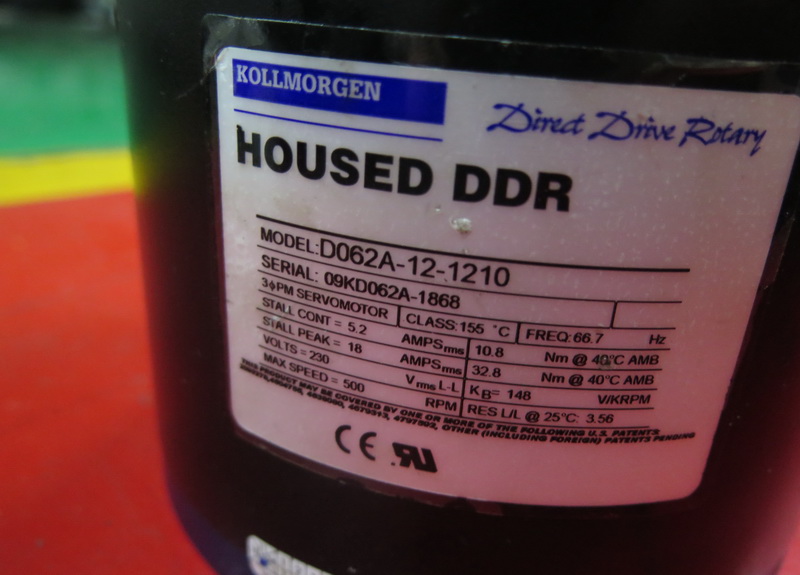 KOLLMORGEN
Direct Drive Rotary
HOUSED DDR
MODEL:D062A-12-1210
SERIAL: 09KD062A-1868
3ϕPM SERVOMOTOR CLASS:155 °C FREQ:66.7 Hz
STALL CONT = 5.2 AMPSrms 10.8 Nm @ 40°C AMB
STALL PEAK = 18 AMPSrms 32.8 Nm @ 40°C AMB
VOLTS = 230 Vrms L-L KB= 148 V/KRPM
MAX SPEED = 500 RPM RES L/L @ 25°C: 3.56
THIS PRODUCT MAY BE COVERED BY ONE OR MORE OF THE FOLLOWING U.S. PATENTS
4797902, OTHER (INCLUDING FOREIGN) PATENTS PENDING
CE RU